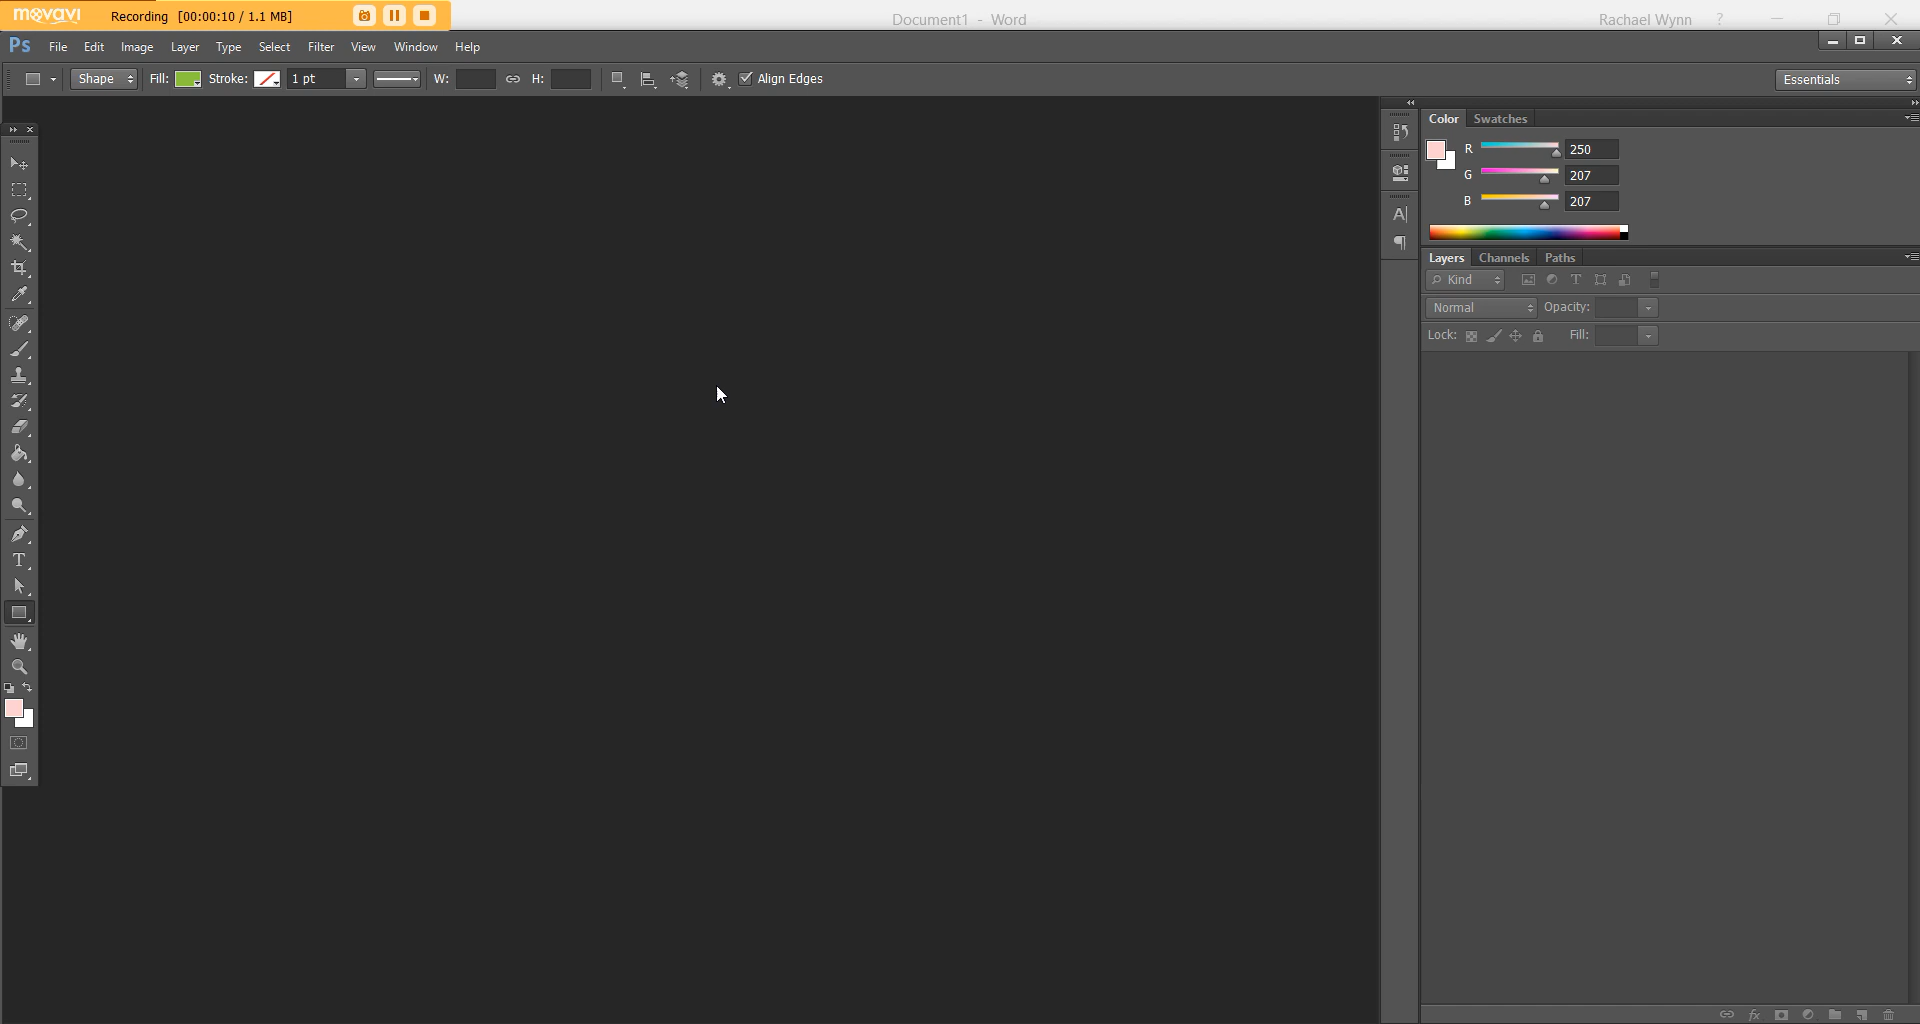 movavi Recording [00:00:10 / 1.1 MB] Document1 - Word Rachael Wynn ?
Ps File Edit Image Layer Type Select Filter View Window Help
Shape Fill: Stroke: 1 pt W: H: Align Edges Essentials
Color Swatches
R 250
G 207
B 207
Layers Channels Paths
Kind T
Normal Opacity:
Lock: Fill:
A
¶
T
fx